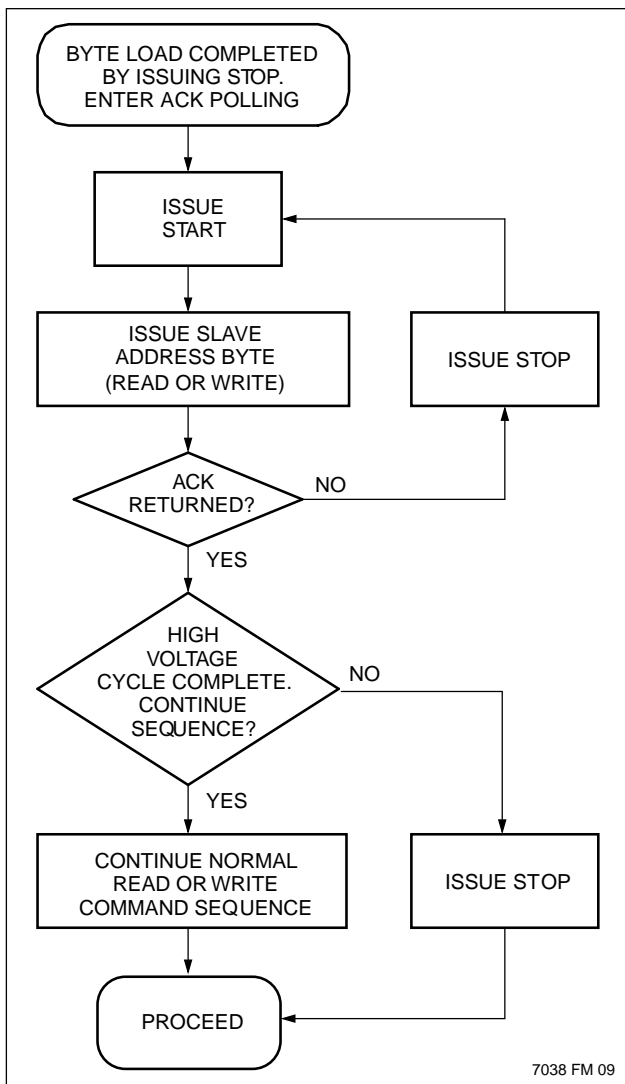 BYTE LOAD COMPLETED
BY ISSUING STOP.
ENTER ACK POLLING
ISSUE
START
ISSUE SLAVE
ADDRESS BYTE
(READ OR WRITE)
ISSUE STOP
ACK
RETURNED?
NO
YES
HIGH
VOLTAGE
CYCLE COMPLETE.
CONTINUE
SEQUENCE?
NO
YES
CONTINUE NORMAL
READ OR WRITE
COMMAND SEQUENCE
ISSUE STOP
PROCEED
7038 FM 09